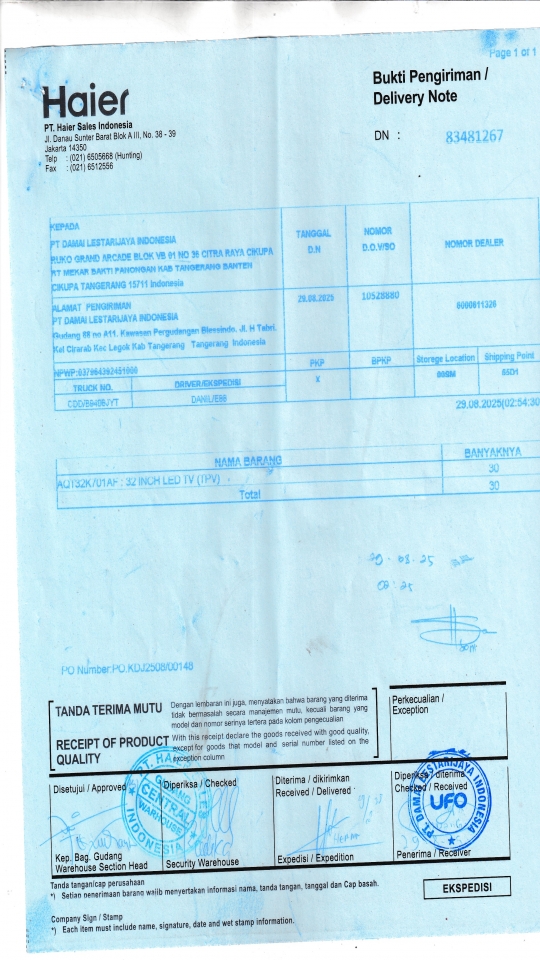 Page 1 of 1
Haier
PT. Haier Sales Indonesia
Jl. Danau Sunter Barat Blok A III, No. 38 - 39
Jakarta 14350
Telp : (021) 6505668 (Hunting)
Fax : (021) 6512556
Bukti Pengiriman /
Delivery Note
DN : 83481267
KEPADA
PT DAMAI LESTARIJAYA INDONESIA
RUKO GRAND ARCADE BLOK VB 01 NO 36 CITRA RAYA CIKUPA
RT MEKAR BAKTI PANONGAN KAB TANGERANG BANTEN
CIKUPA TANGERANG 15711 Indonesia
TANGGAL
D.N
NOMOR
D.O.V/SO
NOMOR DEALER
ALAMAT PENGIRIMAN
PT DAMAI LESTARIJAYA INDONESIA
Gudang 88 no A11. Kawasan Pergudangan Blessindo, Jl. H Tahri.
Kel Cirarab Kec Legok Kab Tangerang Tangerang Indonesia
29.08.2025
10528880
PKP
BPKP
Storage Location
Shipping Point
X
TRUCK NO.
DRIVER/EKSPEDISI
29.08.2025(02:54:30
NAMA BARANG
BANYAKNYA
AQT32K701AF : 32 INCH LED TV (TPV)
30
Total
30
PO Number:PO.KDJ2508/00148
TANDA TERIMA MUTU
Dengan lembaran ini juga, menyatakan bahwa barang yang diterima
tidak bermasalah secara manajemen mutu, kecuali barang yang
model dan nomor serinya tertera pada kolom pengecualian
RECEIPT OF PRODUCT
QUALITY
With this receipt declare the goods received with good quality,
except for goods that model and serial number listed on the
exception column
Perkecualian /
Exception
Disetujui / Approved
Diperiksa / Checked
Diterima / dikirimkan
Received / Delivered
Diperiksa / diterima
Checked / Received
GUDANG
CENTRAL
WAREHOUSE
INDONESIA
UFO
PT DAMAI LESTARIJAYA INDONESIA
Kep. Bag. Gudang
Warehouse Section Head
Security Warehouse
Expedisi / Expedition
Penerima / Receiver
Tanda tangan/cap perusahaan
*) Setian penerimaan barang wajib menyertakan informasi nama, tanda tangan, tanggal dan Cap basah.
EKSPEDISI
Company Sign / Stamp
*) Each item must include name, signature, date and wet stamp information.